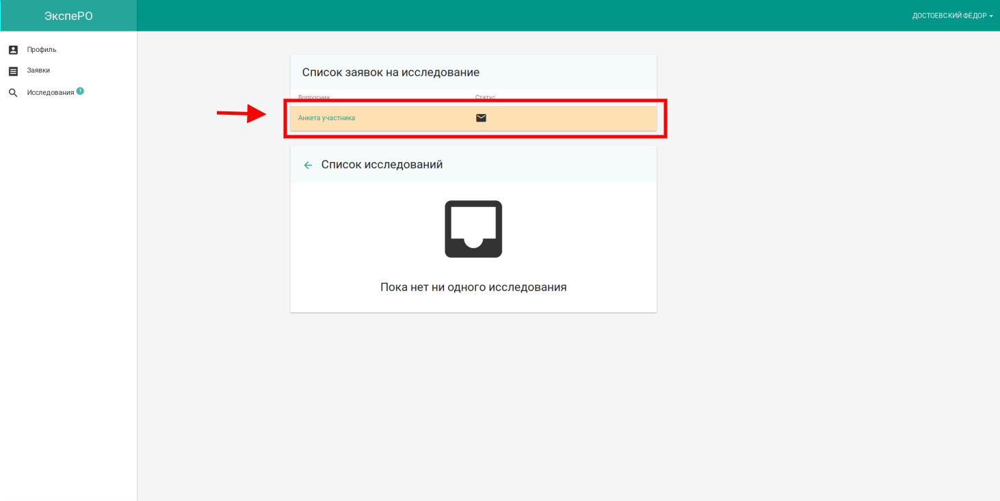 ЭкспеРО
ДОСТОЕВСКИЙ ФЁДОР
Профиль
Заявки
Исследования 1
Список заявок на исследование
Вопросник Статус
Анкета участника
Список исследований
Пока нет ни одного исследования